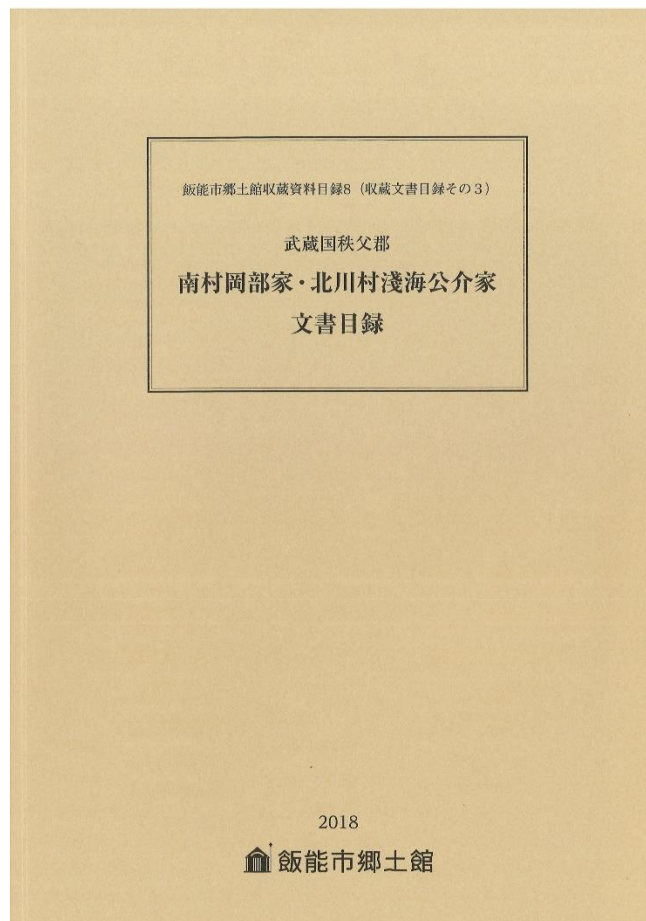 飯能市郷土館収蔵資料目録8（収蔵文書目録その3）
武蔵国秩父郡
南村岡部家・北川村淺海公介家
文書目録
2018
飯能市郷土館